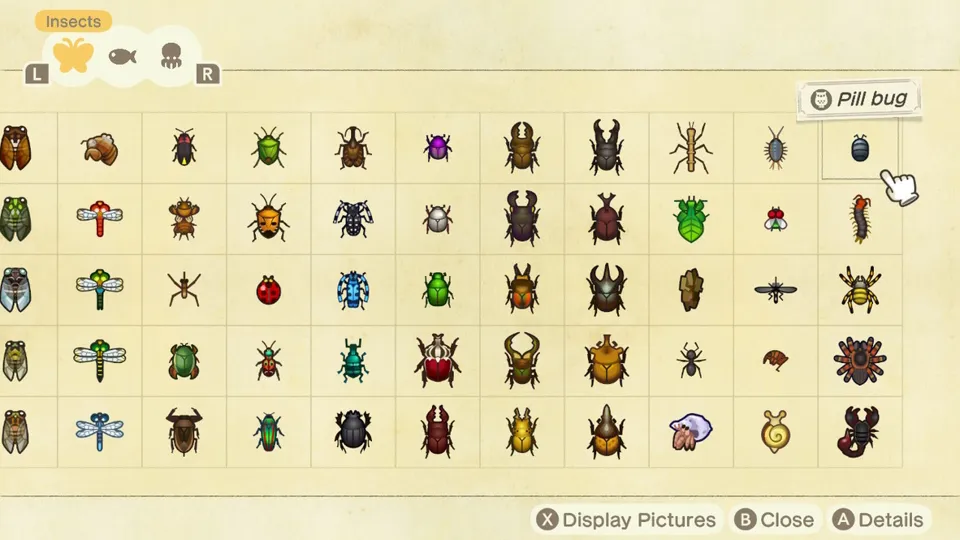 Insects
L
R
Pill bug
X Display Pictures
B Close
A Details